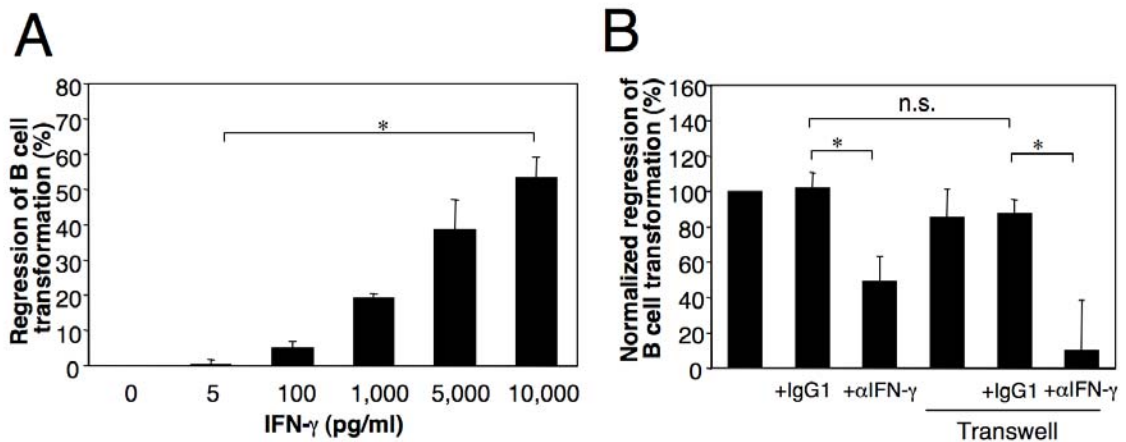 A
Regression of B cell
transformation (%)
80
70
60
50
40
30
20
10
0
*
0 5 100 1,000 5,000 10,000
IFN-γ (pg/ml)
B
Normalized regression of
B cell transformation (%)
160
140
120
100
80
60
40
20
0
n.s.
* *
+IgG1 +αIFN-γ +IgG1 +αIFN-γ
Transwell